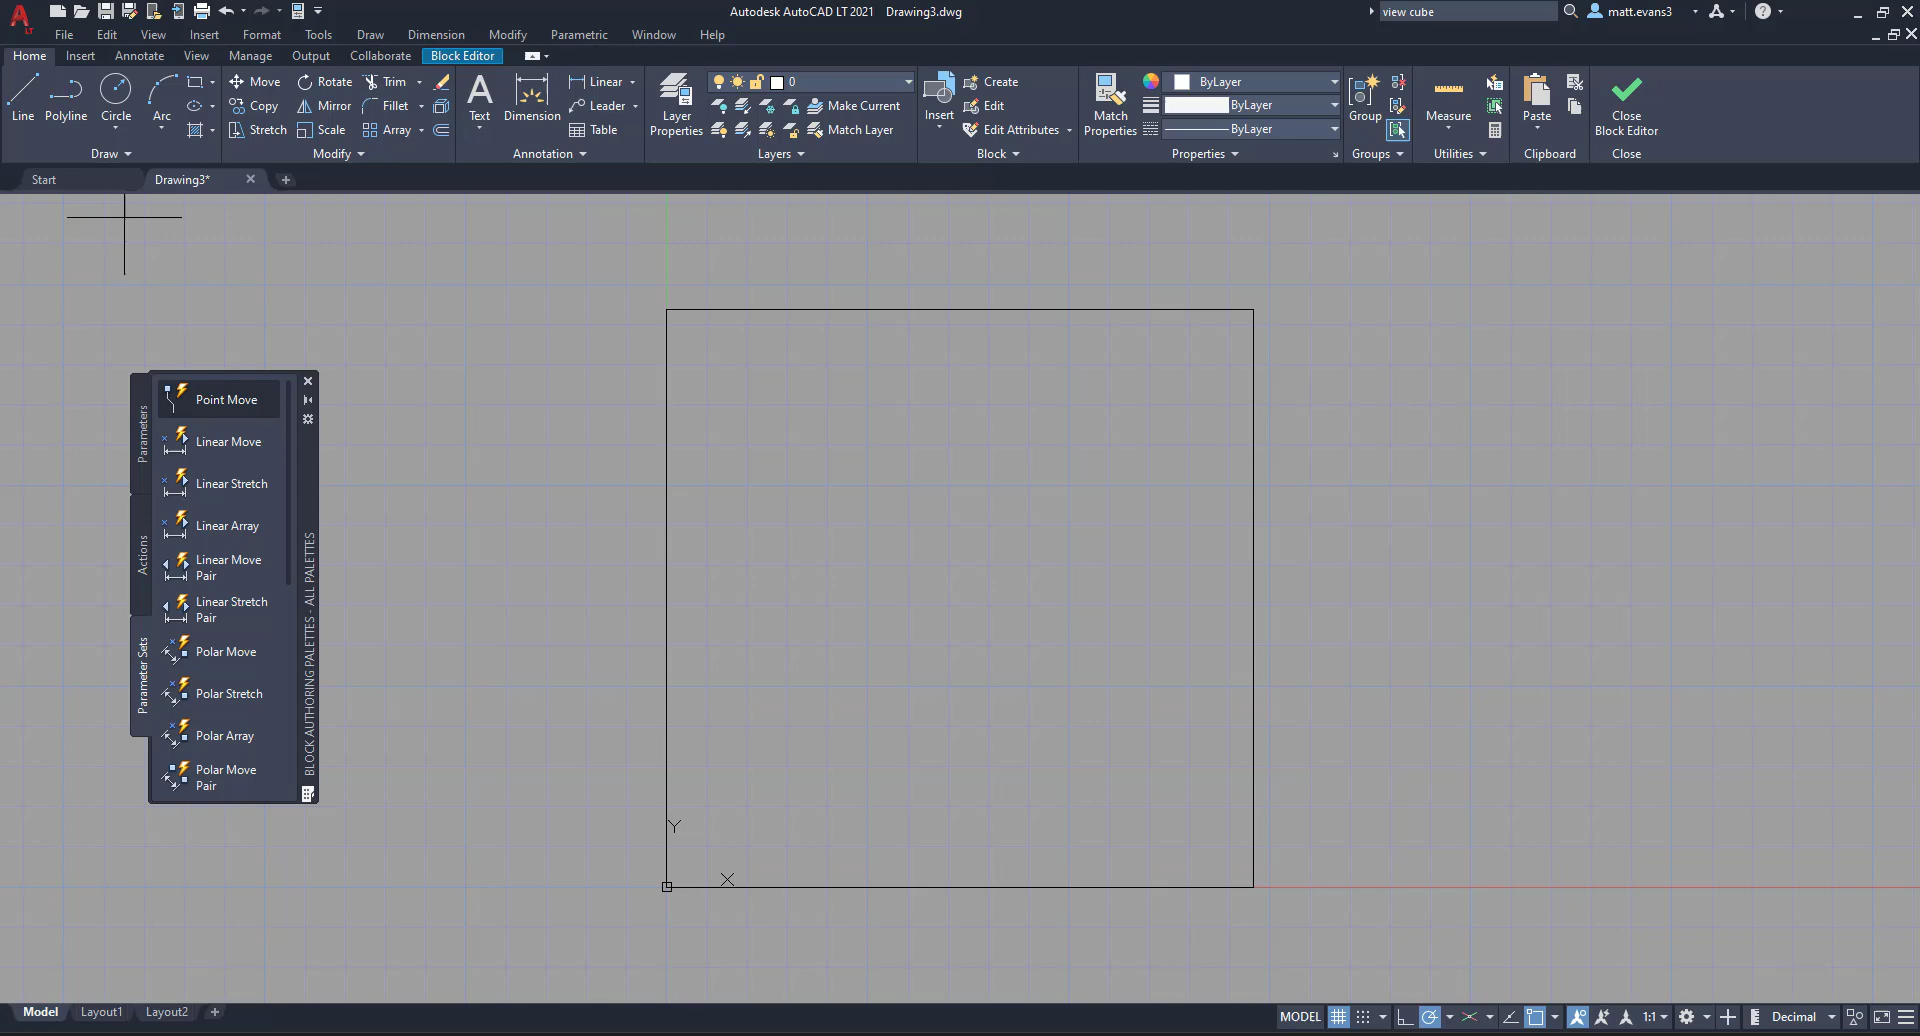 Autodesk AutoCAD LT 2021 Drawing3.dwg
view cube
matt.evans3
LT
File Edit View Insert Format Tools Draw Dimension Modify Parametric Window Help
Home Insert Annotate View Manage Output Collaborate Block Editor
Line
Polyline
Circle
Arc
Draw
Move
Copy
Stretch
Rotate
Mirror
Scale
Trim
Fillet
Array
Modify
Text
Dimension
Linear
Leader
Table
Annotation
Layer
Properties
0
Make Current
Match Layer
Layers
Insert
Create
Edit
Edit Attributes
Block
Match
Properties
ByLayer
ByLayer
ByLayer
Properties
Group
Groups
Measure
Utilities
Paste
Clipboard
Close
Block Editor
Close
Start
Drawing3*
Parameters
Actions
Parameter Sets
Point Move
Linear Move
Linear Stretch
Linear Array
Linear Move
Pair
Linear Stretch
Pair
Polar Move
Polar Stretch
Polar Array
Polar Move
Pair
BLOCK AUTHORING PALETTES - ALL PALETTES
Y
X
Model
Layout1
Layout2
MODEL
1:1
Decimal